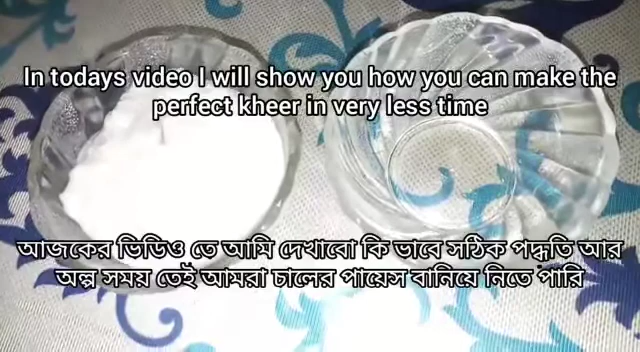 In todays video I will show you how you can make the
perfect kheer in very less time
আজকের ভিডিও তে আমি দেখাবো কি ভাবে সঠিক পদ্ধতি আর
অল্প সময় তেই আমরা চালের পায়েস বানিয়ে নিতে পারি